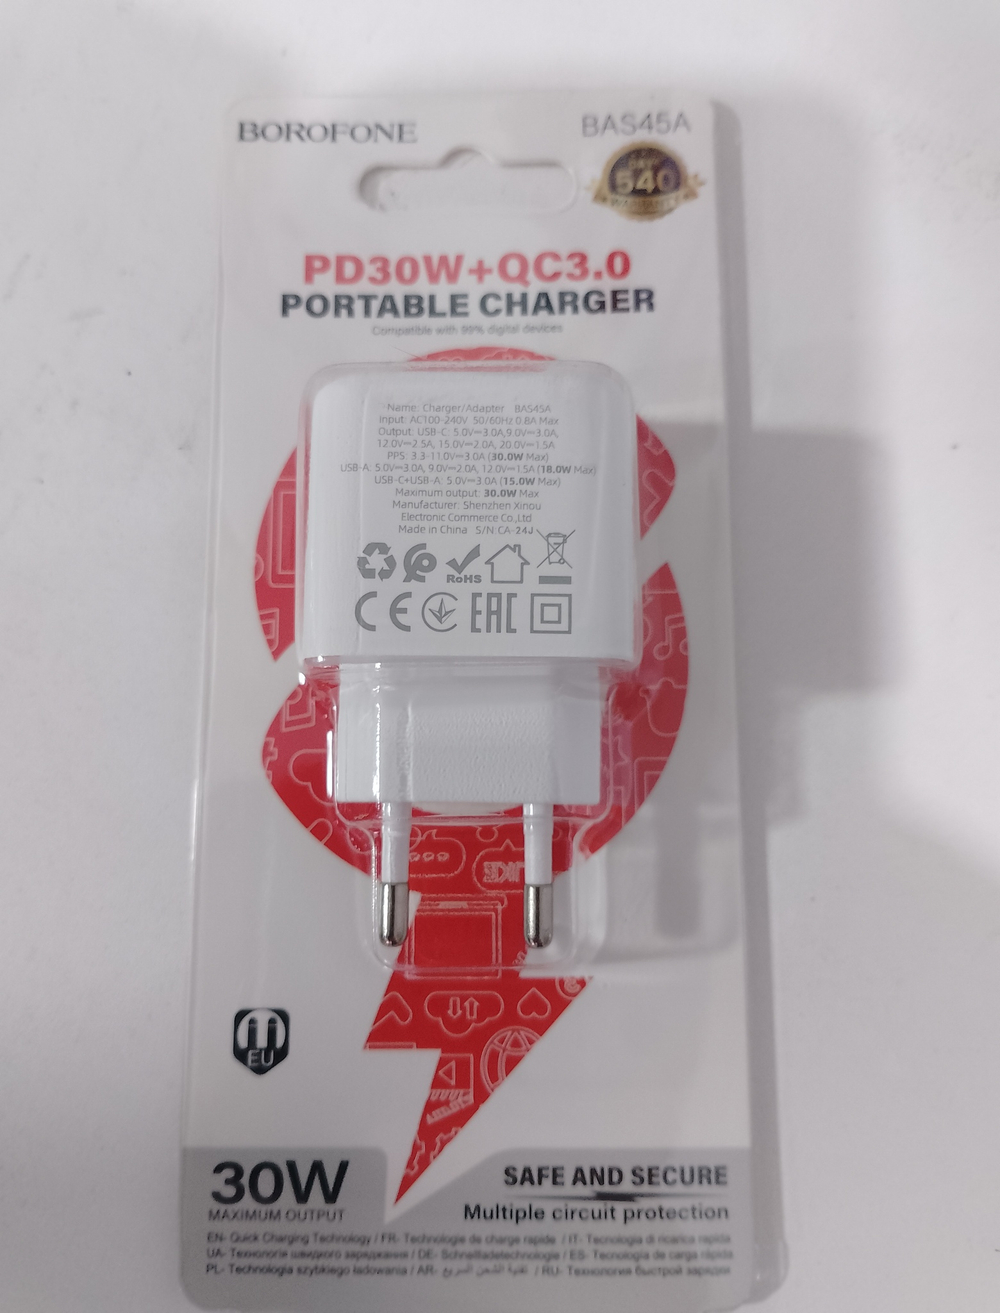 BOROFONE
BAS45A
DAY
540
WARRANTY
PD30W+QC3.0
PORTABLE CHARGER
Compatible with 99% digital devices
Name: Charger/Adapter BAS45A
Input: AC100-240V 50/60Hz 0.8A Max
Output: USB-C: 5.0V⎓3.0A,9.0V⎓3.0A,
12.0V⎓2.5A, 15.0V⎓2.0A, 20.0V⎓1.5A
PPS: 3.3-11.0V⎓3.0A (30.0W Max)
USB-A: 5.0V⎓3.0A, 9.0V⎓2.0A, 12.0V⎓1.5A (18.0W Max)
USB-C+USB-A: 5.0V⎓3.0A (15.0W Max)
Maximum output: 30.0W Max
Manufacturer: Shenzhen Xinou
Electronic Commerce Co.,Ltd
Made in China S/N:CA-24J
RoHS
CE EAC
LIKE
EU
30W
MAXIMUM OUTPUT
SAFE AND SECURE
Multiple circuit protection
EN- Quick Charging Technology / FR- Technologie de charge rapide / IT- Tecnologia di ricarica rapida
UA- Технологія швидкого заряджання / DE- Schnellladetechnologie / ES- Tecnología de carga rápida
PL- Technologia szybkiego ładowania / AR- تقنية الشحن السريع / RU- Технология быстрой зарядки